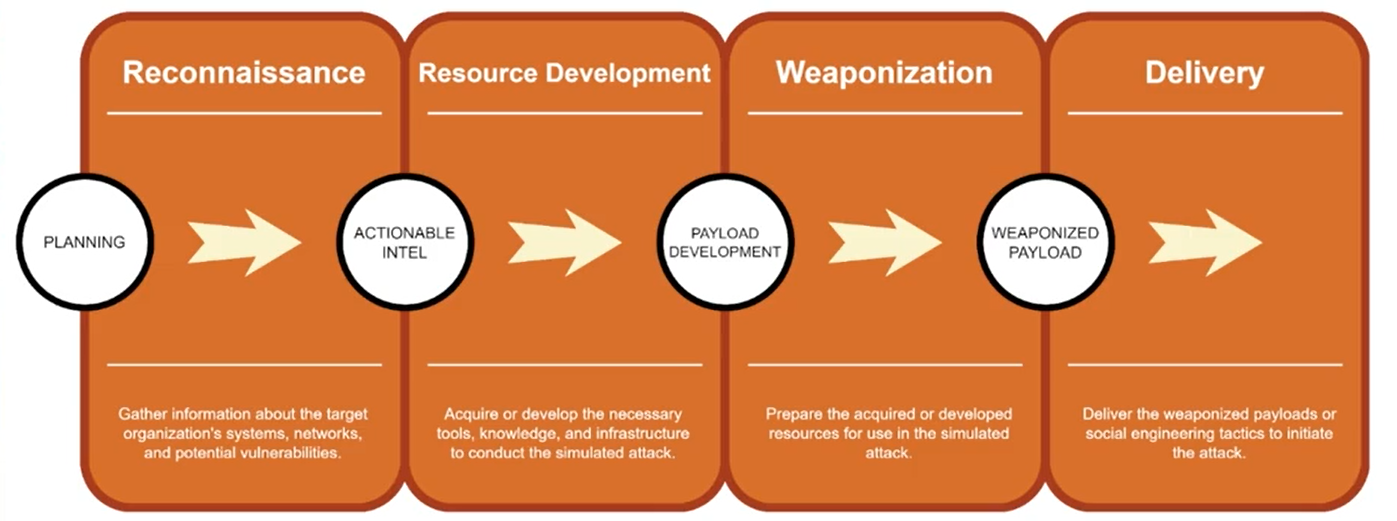 Reconnaissance
Resource Development
Weaponization
Delivery
PLANNING
ACTIONABLE
INTEL
PAYLOAD
DEVELOPMENT
WEAPONIZED
PAYLOAD
Gather information about the target
organization's systems, networks,
and potential vulnerabilities.
Acquire or develop the necessary
tools, knowledge, and infrastructure
to conduct the simulated attack.
Prepare the acquired or developed
resources for use in the simulated
attack.
Deliver the weaponized payloads or
social engineering tactics to initiate
the attack.